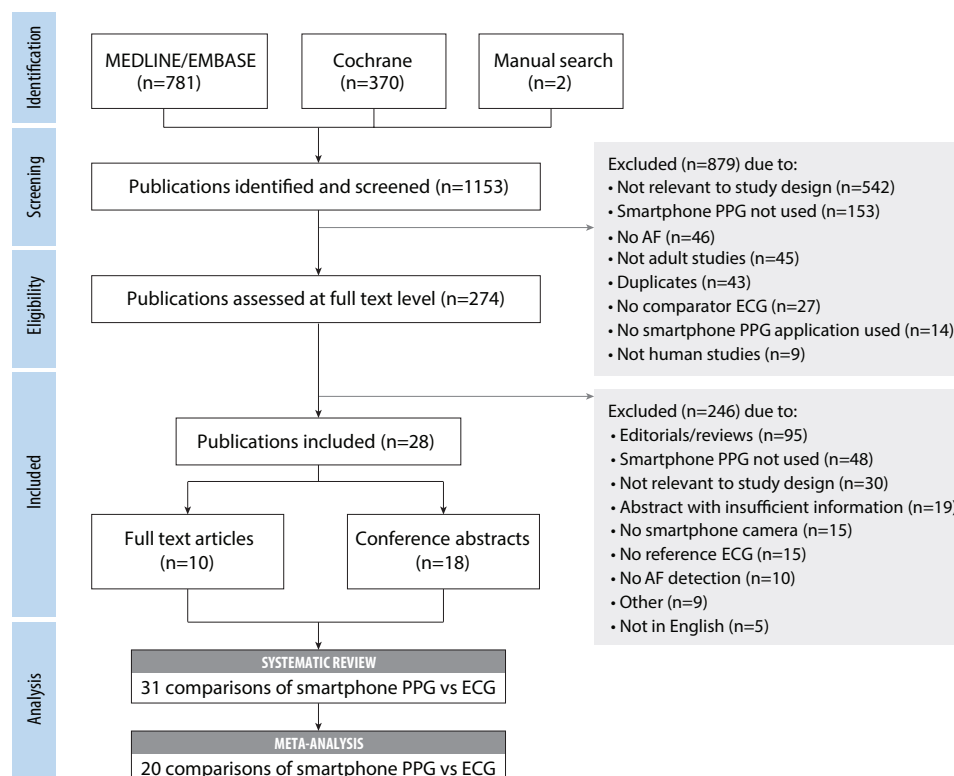 Identification
MEDLINE/EMBASE
(n=781)
Cochrane
(n=370)
Manual search
(n=2)
Screening
Publications identified and screened (n=1153)
Excluded (n=879) due to:
• Not relevant to study design (n=542)
• Smartphone PPG not used (n=153)
• No AF (n=46)
• Not adult studies (n=45)
• Duplicates (n=43)
• No comparator ECG (n=27)
• No smartphone PPG application used (n=14)
• Not human studies (n=9)
Eligibility
Publications assessed at full text level (n=274)
Excluded (n=246) due to:
• Editorials/reviews (n=95)
• Smartphone PPG not used (n=48)
• Not relevant to study design (n=30)
• Abstract with insufficient information (n=19)
• No smartphone camera (n=15)
• No reference ECG (n=15)
• No AF detection (n=10)
• Other (n=9)
• Not in English (n=5)
Included
Publications included (n=28)
Full text articles
(n=10)
Conference abstracts
(n=18)
Analysis
SYSTEMATIC REVIEW
31 comparisons of smartphone PPG vs ECG
META-ANALYSIS
20 comparisons of smartphone PPG vs ECG